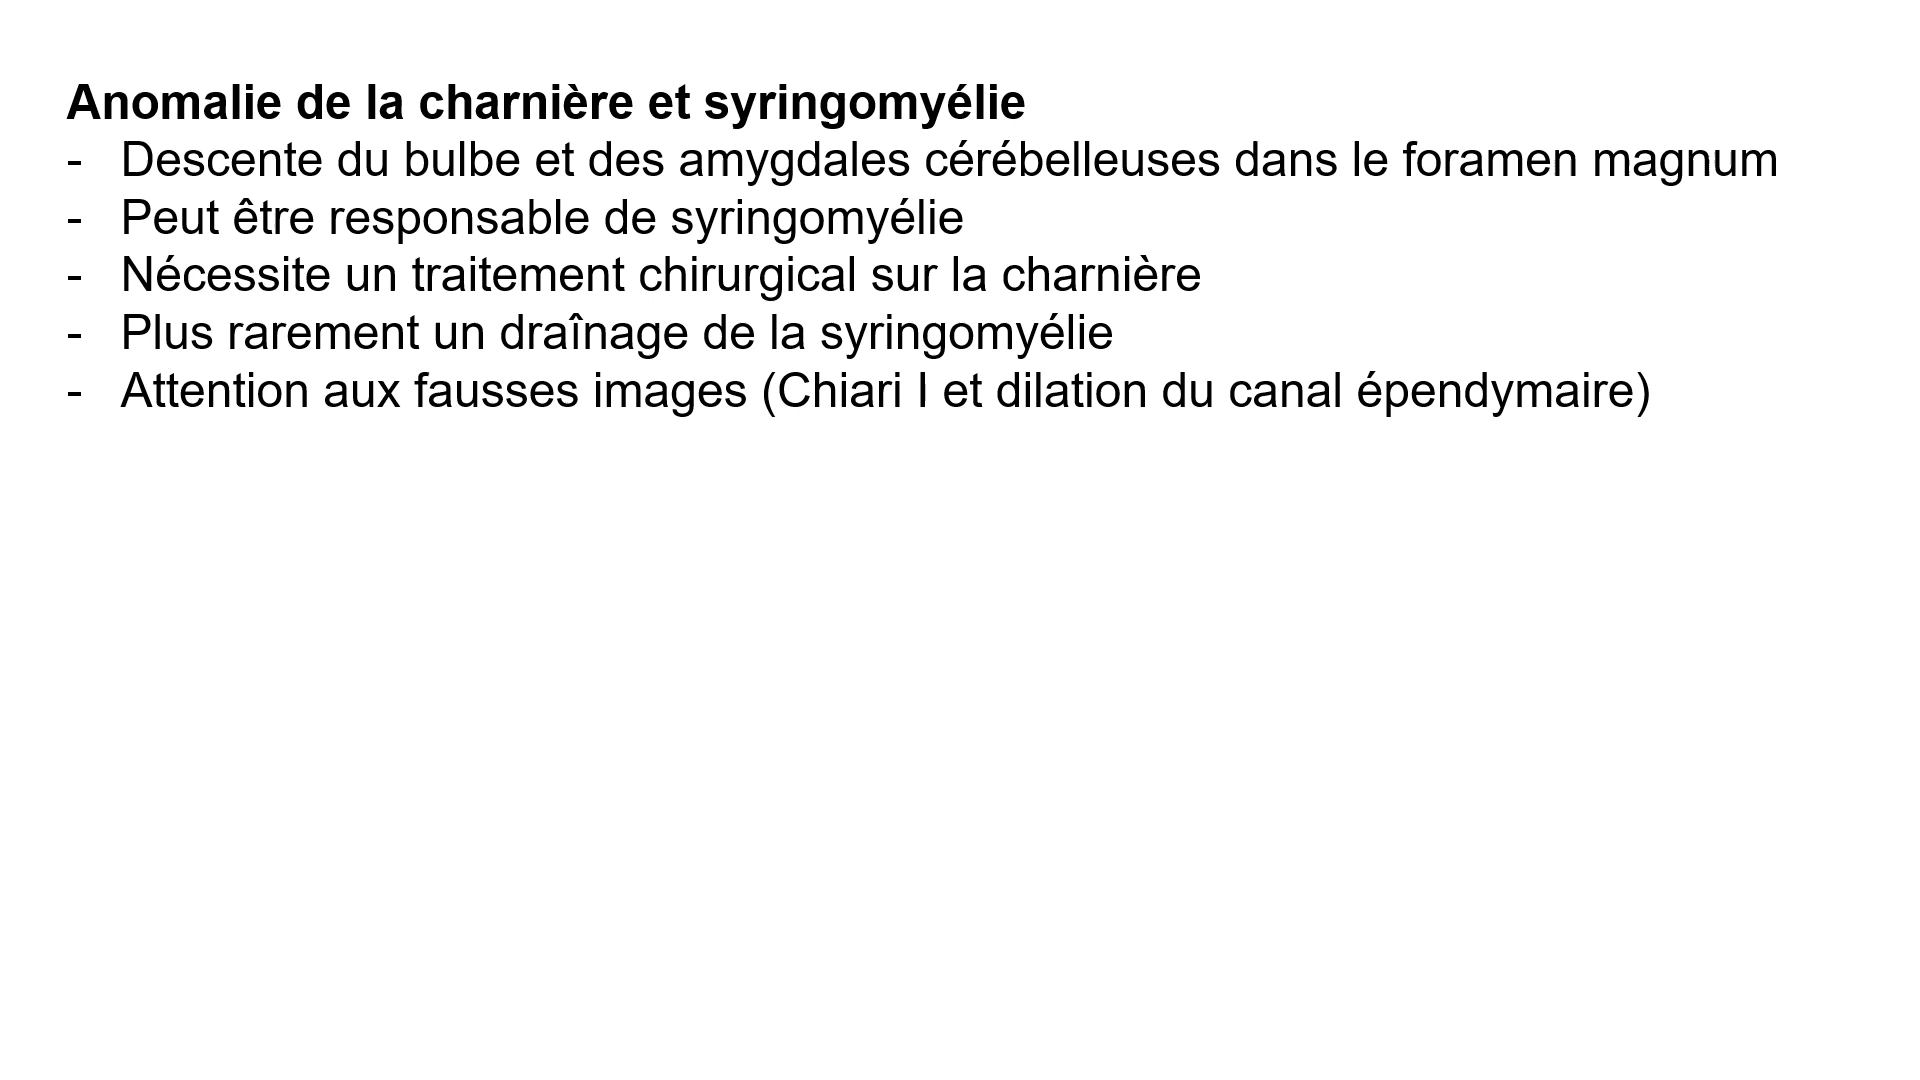 Anomalie de la charnière et syringomyélie
- Descente du bulbe et des amygdales cérébelleuses dans le foramen magnum
- Peut être responsable de syringomyélie
- Nécessite un traitement chirurgical sur la charnière
- Plus rarement un draînage de la syringomyélie
- Attention aux fausses images (Chiari I et dilation du canal épendymaire)